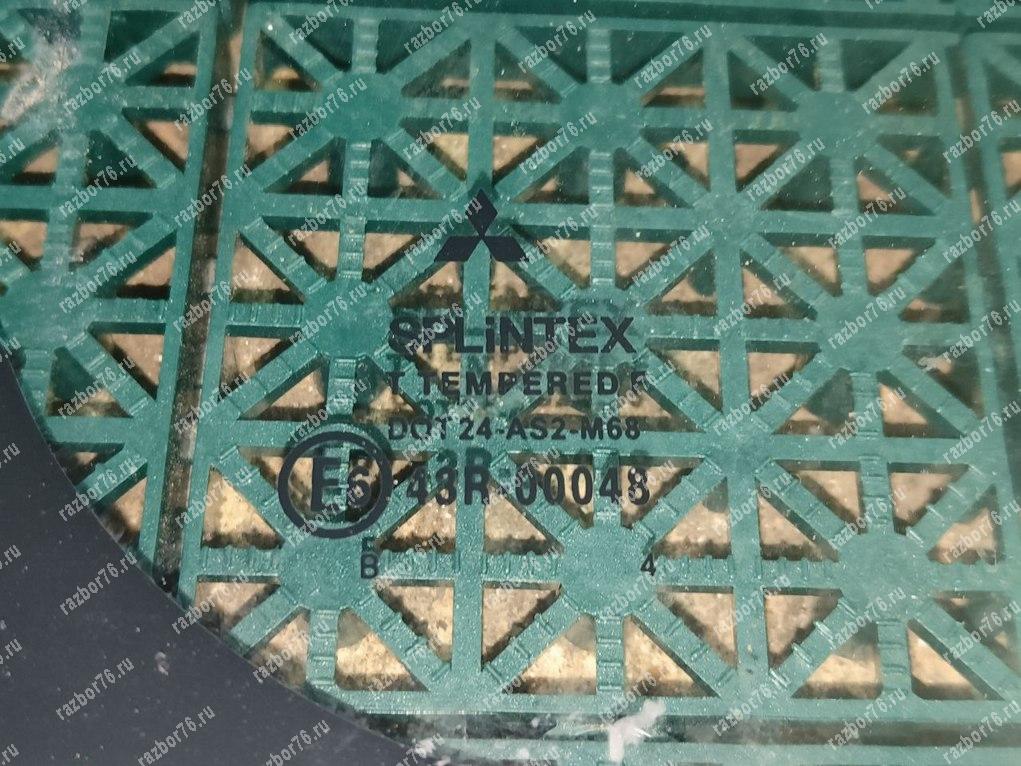 SPLiNTEX
T TEMPERED F
DOT 24-AS2-M68
E6 43R-00048
B 4
razbor76.ru